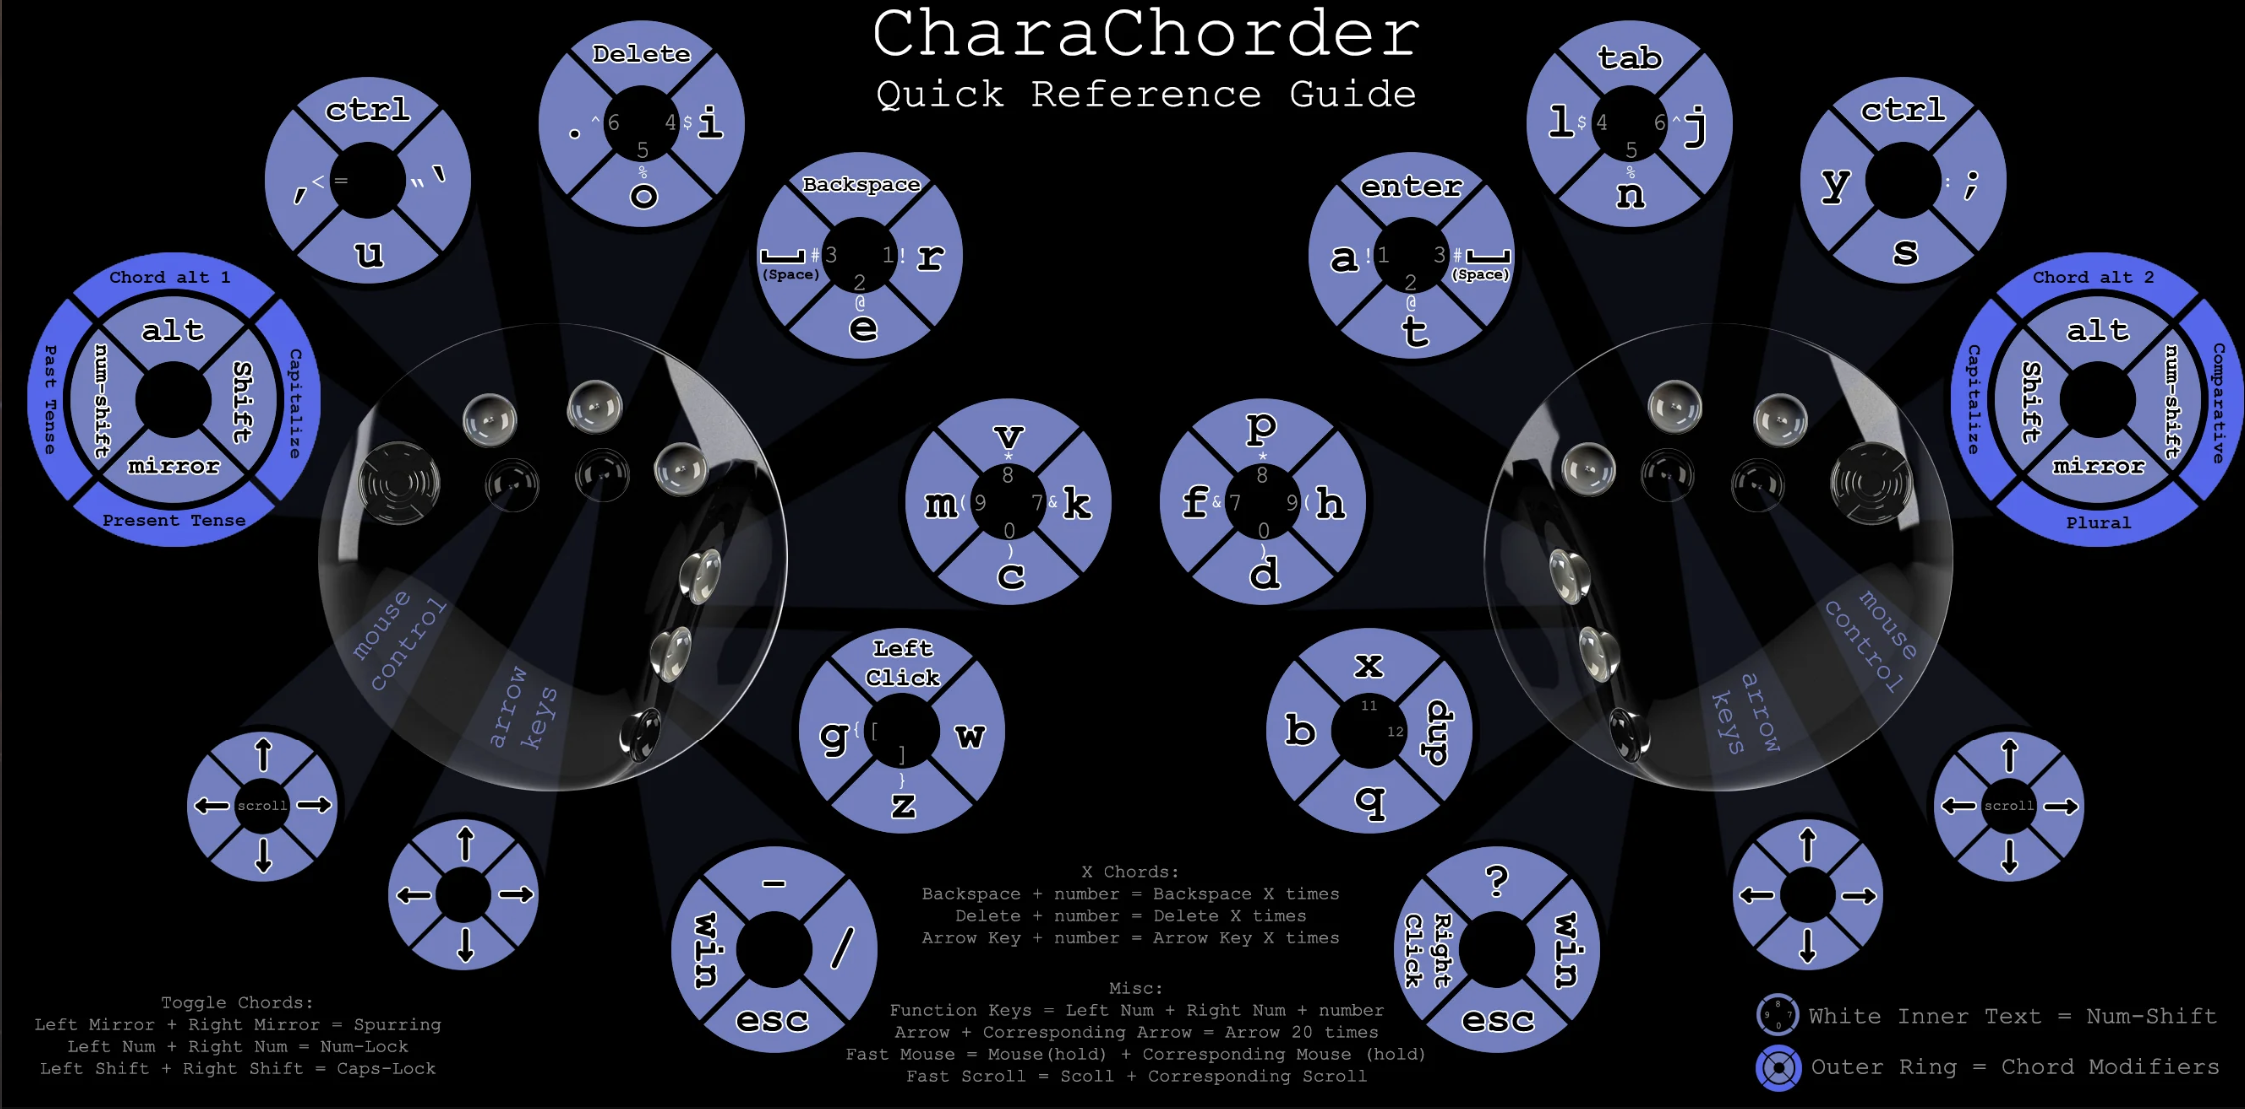 CharaChorder
Quick Reference Guide
Chord alt 1
Past Tense
Capitalize
Present Tense
alt
num-shift
Shift
mirror
ctrl
, < =
" '
u
Delete
. ^ 6
4 $ i
5
%
o
Backspace
(Space) # 3
1 ! r
2
@
e
v
*
8
m ( 9
7 & k
0
)
c
Left
Click
g { [
w
]
}
z
–
win
/
esc
mouse
control
arrow
keys
↑
← scroll →
↓
↑
← →
↓
enter
a ! 1
3 # (Space)
2
@
t
tab
l $ 4
6 ^ j
5
%
n
ctrl
y
: ;
s
Chord alt 2
Capitalize
Comparative
Plural
alt
Shift
num-shift
mirror
p
*
8
f & 7
9 ( h
0
)
d
x
11
b
12 dup
q
?
Right
Click
win
esc
arrow
keys
mouse
control
↑
← →
↓
↑
← scroll →
↓
X Chords:
Backspace + number = Backspace X times
Delete + number = Delete X times
Arrow Key + number = Arrow Key X times
Misc:
Function Keys = Left Num + Right Num + number
Arrow + Corresponding Arrow = Arrow 20 times
Fast Mouse = Mouse(hold) + Corresponding Mouse (hold)
Fast Scroll = Scoll + Corresponding Scroll
Toggle Chords:
Left Mirror + Right Mirror = Spurring
Left Num + Right Num = Num-Lock
Left Shift + Right Shift = Caps-Lock
8
9 7
0
White Inner Text = Num-Shift
Outer Ring = Chord Modifiers